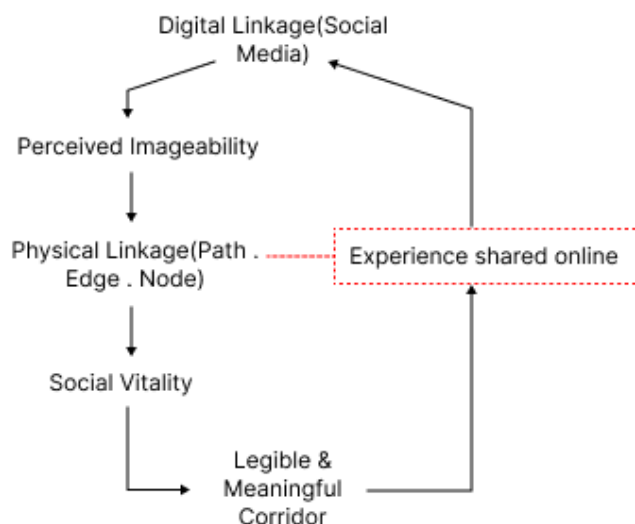 Digital Linkage(Social
Media)
Perceived Imageability
Physical Linkage(Path .
Edge . Node)
Experience shared online
Social Vitality
Legible &
Meaningful
Corridor